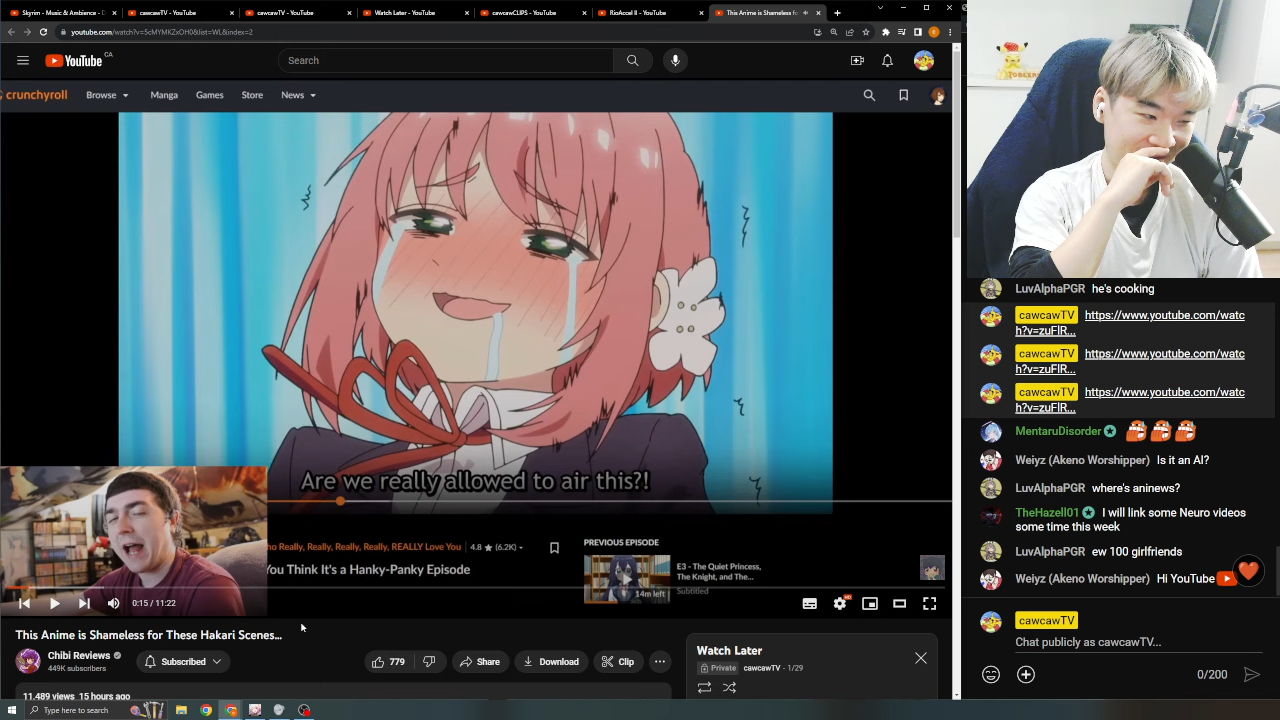 Skyrim - Music & Ambience - C
cawcawTV - YouTube
cawcawTV - YouTube
Watch Later - YouTube
cawcawCLIPS - YouTube
RioAccel II - YouTube
This Anime is Shameless fo
youtube.com/watch?v=5cMYMKZxOH0&list=WL&index=2
YouTube CA
Search
crunchyroll
Browse
Manga
Games
Store
News
Are we really allowed to air this?!
ho Really, Really, Really, Really, REALLY Love You
4.8 ★ (6.2K)
You Think It's a Hanky-Panky Episode
PREVIOUS EPISODE
E3 - The Quiet Princess,
The Knight, and The...
Subtitled
14m left
0:15 / 11:22
HD
This Anime is Shameless for These Hakari Scenes...
Chibi Reviews
449K subscribers
Subscribed
779
Share
Download
Clip
11,489 views 15 hours ago
Watch Later
Private
cawcawTV - 1/29
Type here to search
LuvAlphaPGR he's cooking
cawcawTV https://www.youtube.com/watc
h?v=zuFlR...
cawcawTV https://www.youtube.com/watc
h?v=zuFlR...
cawcawTV https://www.youtube.com/watc
h?v=zuFlR...
MentaruDisorder
Weiyz (Akeno Worshipper) Is it an AI?
LuvAlphaPGR where's aninews?
TheHazell01 I will link some Neuro videos
some time this week
LuvAlphaPGR ew 100 girlfriends
Weiyz (Akeno Worshipper) Hi YouTube
cawcawTV
Chat publicly as cawcawTV...
0/200